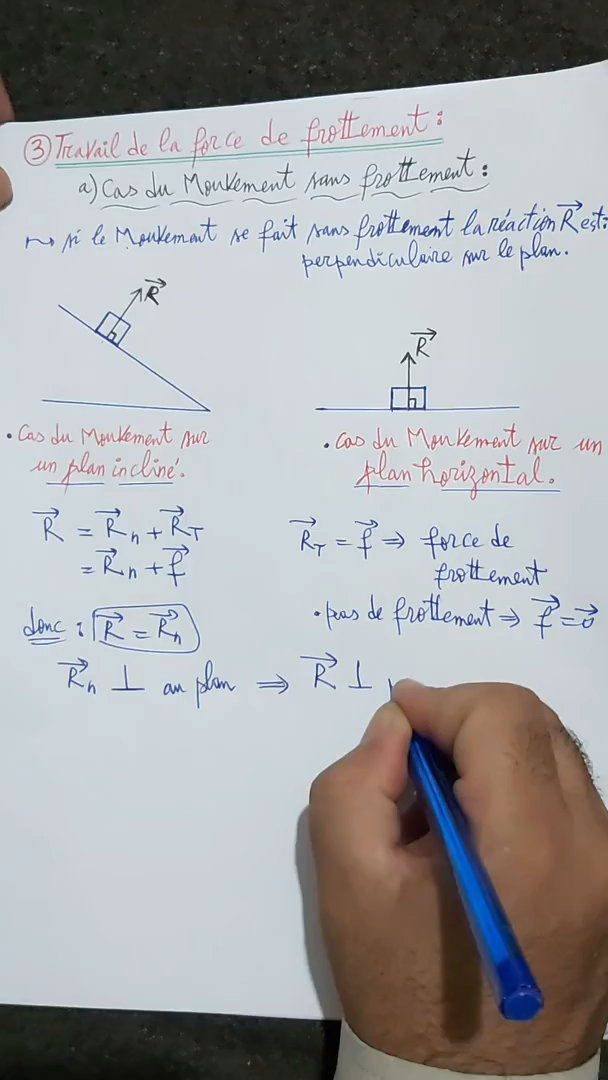 ③ Travail de la force de frottement :
a) Cas du Mouvement sans frottement :
↝ si le Mouvement se fait sans frottement la réaction R⃗ est :
perpendiculaire sur le plan.
R⃗
R⃗
• Cas du Mouvement sur
un plan incliné.
• Cas du Mouvement sur un
plan horizontal.
R⃗ = R⃗n + R⃗T
= R⃗n + f⃗
donc : R⃗ = R⃗n
R⃗T = f⃗ ⇒ force de
frottement
• pas de frottement ⇒ f⃗ = 0⃗
R⃗n ⊥ au plan ⇒ R⃗ ⊥